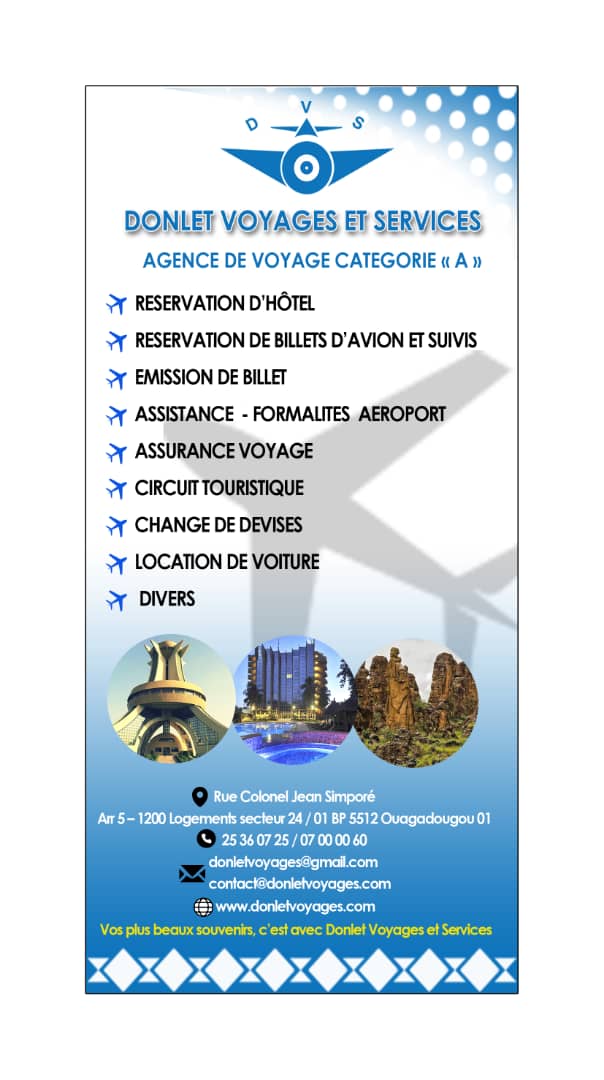 D V S
DONLET VOYAGES ET SERVICES
AGENCE DE VOYAGE CATEGORIE « A »
RESERVATION D'HÔTEL
RESERVATION DE BILLETS D'AVION ET SUIVIS
EMISSION DE BILLET
ASSISTANCE - FORMALITES AEROPORT
ASSURANCE VOYAGE
CIRCUIT TOURISTIQUE
CHANGE DE DEVISES
LOCATION DE VOITURE
DIVERS
Rue Colonel Jean Simporé
Arr 5 – 1200 Logements secteur 24 / 01 BP 5512 Ouagadougou 01
25 36 07 25 / 07 00 00 60
donletvoyages@gmail.com
contact@donletvoyages.com
www.donletvoyages.com
Vos plus beaux souvenirs, c'est avec Donlet Voyages et Services